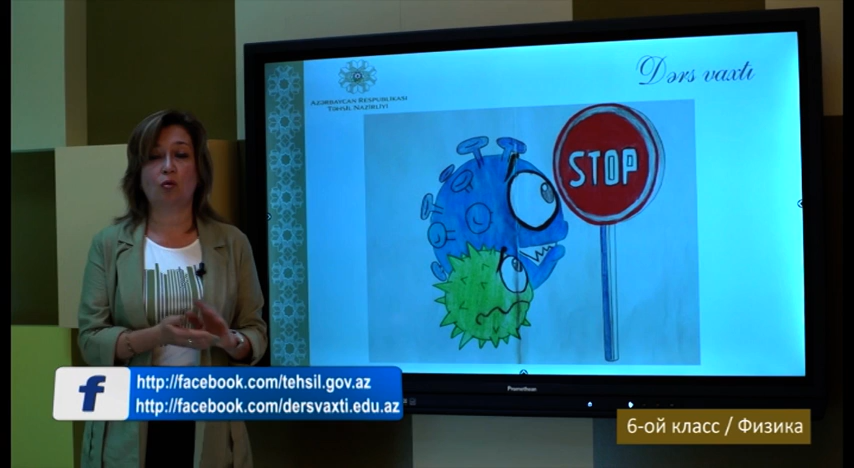 Dərs vaxtı
AZƏRBAYCAN RESPUBLİKASI
TƏHSİL NAZİRLİYİ
STOP
http://facebook.com/tehsil.gov.az
http://facebook.com/dersvaxti.edu.az
Promethean
6-ой класс / Физика